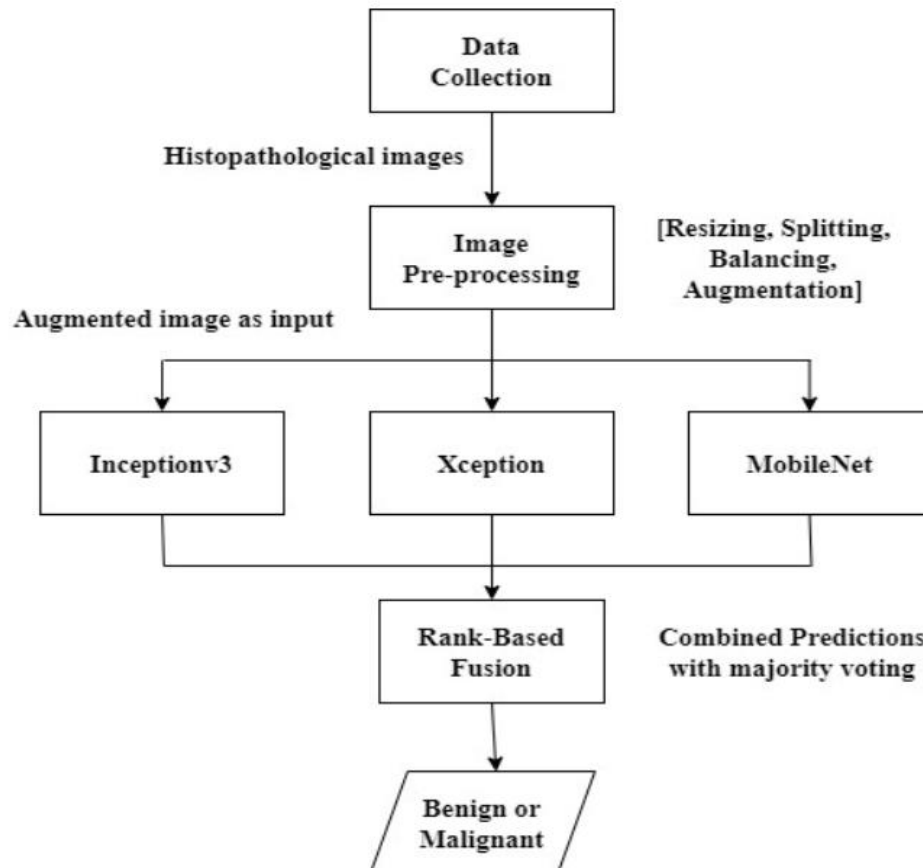 Data
Collection
Histopathological images
Image
Pre-processing
[Resizing, Splitting,
Balancing,
Augmentation]
Augmented image as input
Inceptionv3
Xception
MobileNet
Rank-Based
Fusion
Combined Predictions
with majority voting
Benign or
Malignant